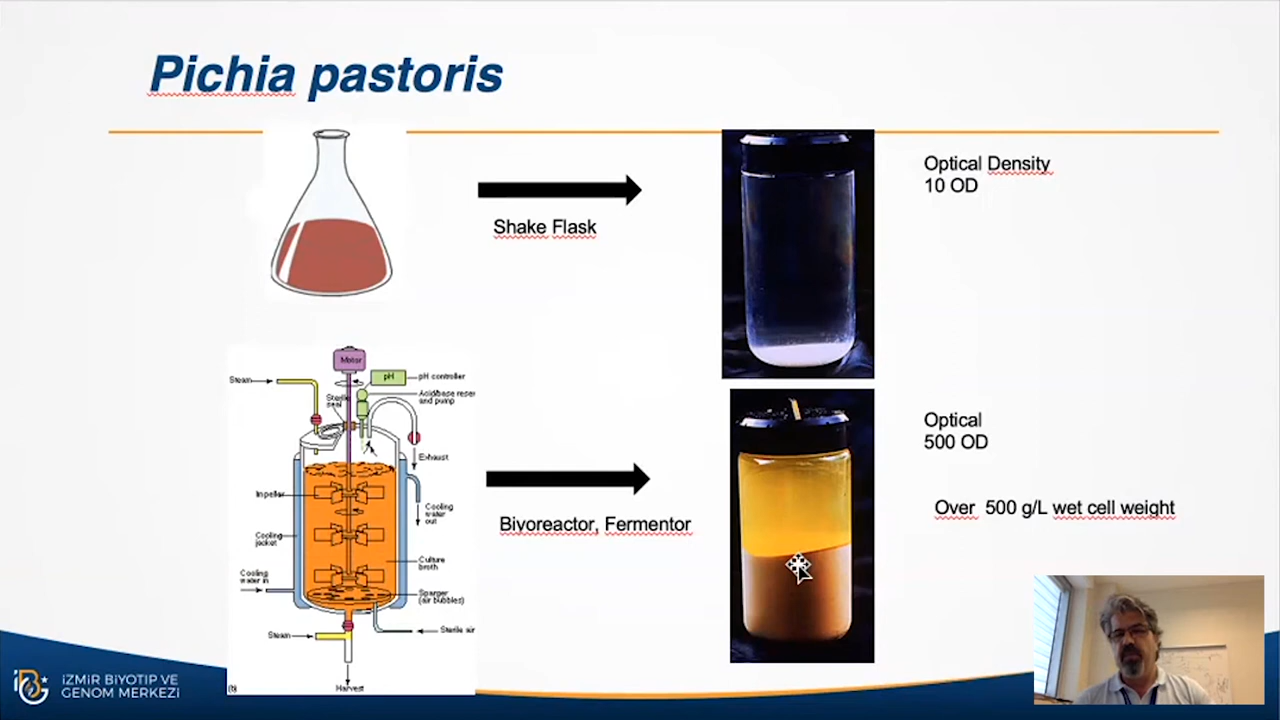 Pichia pastoris
Shake Flask
Optical Density
10 OD
Motor
Steam
pH
pH controller
Sterile
seal
Acid/base reser
and pump
Exhaust
Impeller
Cooling
water
out
Cooling
jacket
Culture
broth
Cooling
water in
Sparger
(air bubbles)
Steam
Sterile air
Harvest
(b)
Biyoreactor, Fermentor
Optical
500 OD
Over 500 g/L wet cell weight
İZMİR BİYOTIP VE
GENOM MERKEZİ